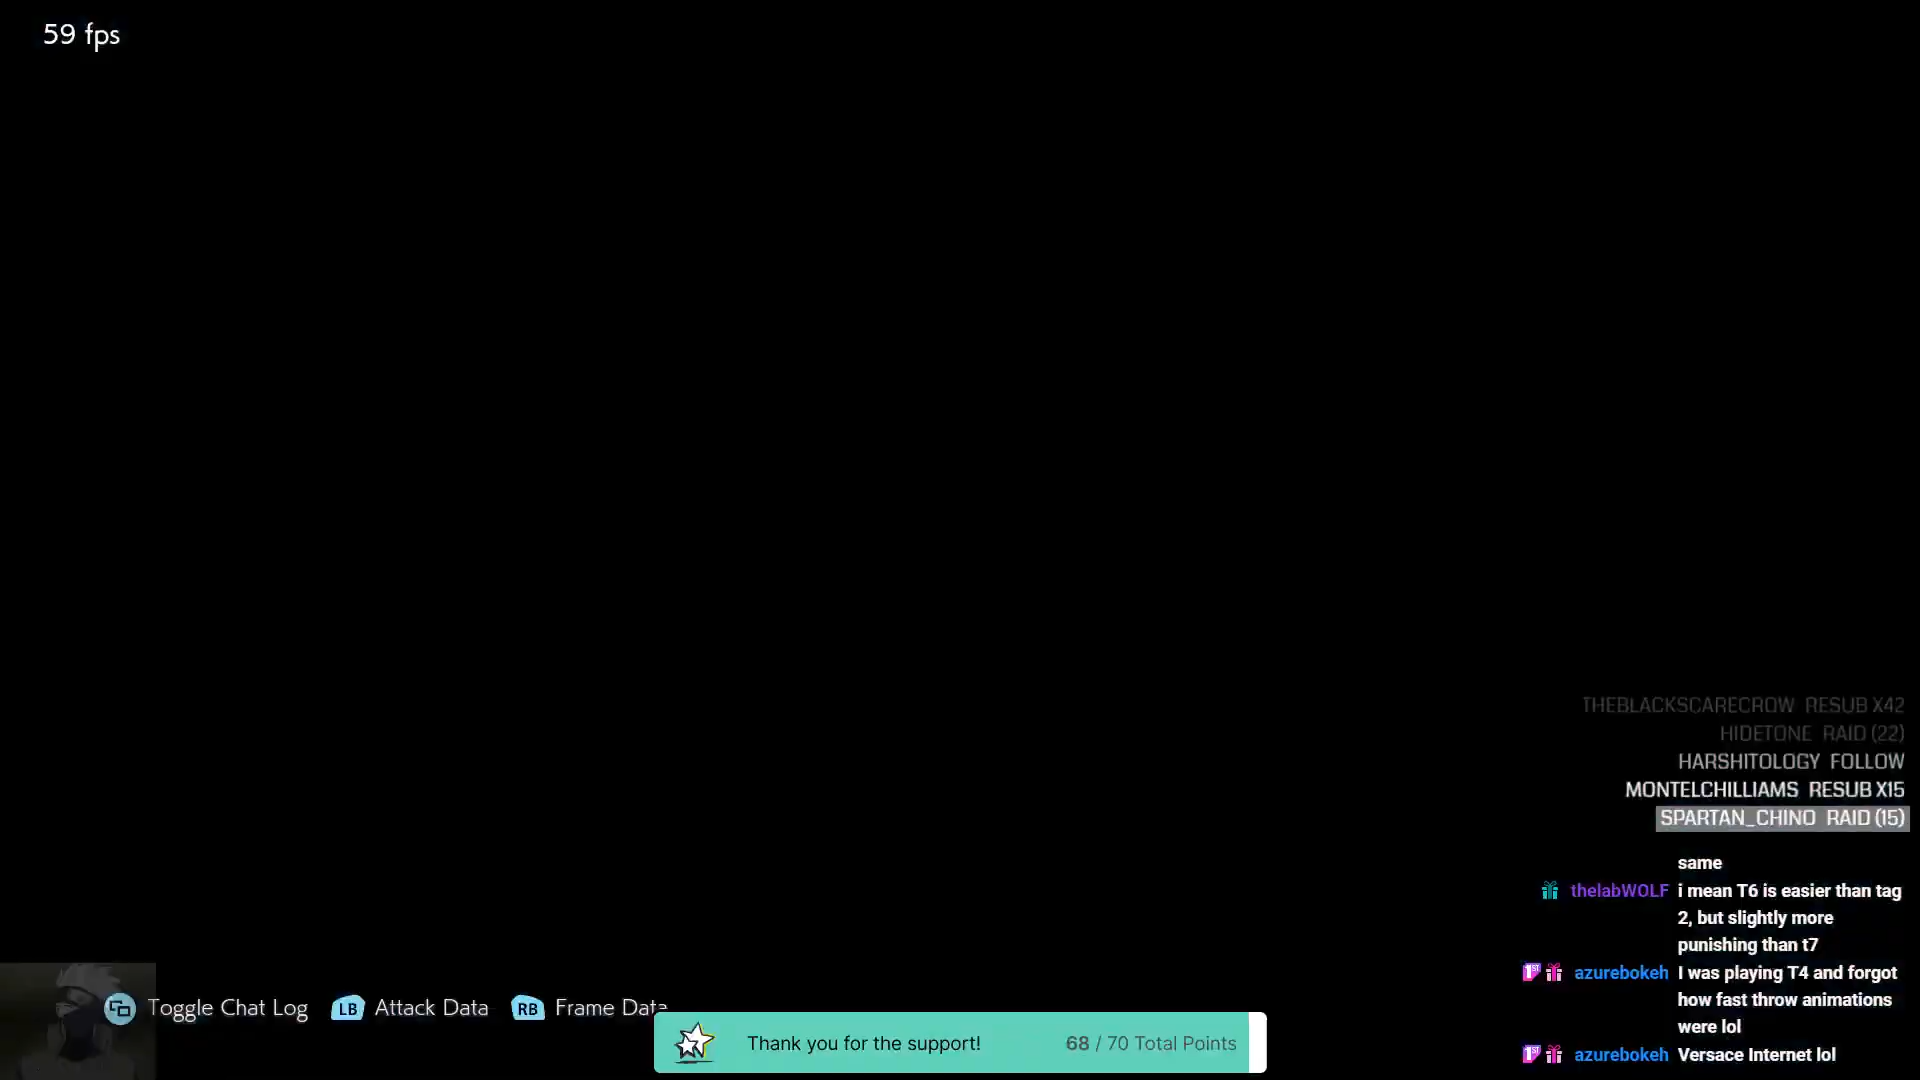 59 fps
THEBLACKSCARECROW RESUB X42
HIDETONE RAID (22)
HARSHITOLOGY FOLLOW
MONTELCHILLIAMS RESUB X15
SPARTAN_CHINO RAID (15)
same
thelabWOLF i mean T6 is easier than tag
2, but slightly more
punishing than t7
1ST azurebokeh I was playing T4 and forgot
how fast throw animations
were lol
1ST azurebokeh Versace Internet lol
Toggle Chat Log LB Attack Data RB Frame Data
Thank you for the support! 68 / 70 Total Points